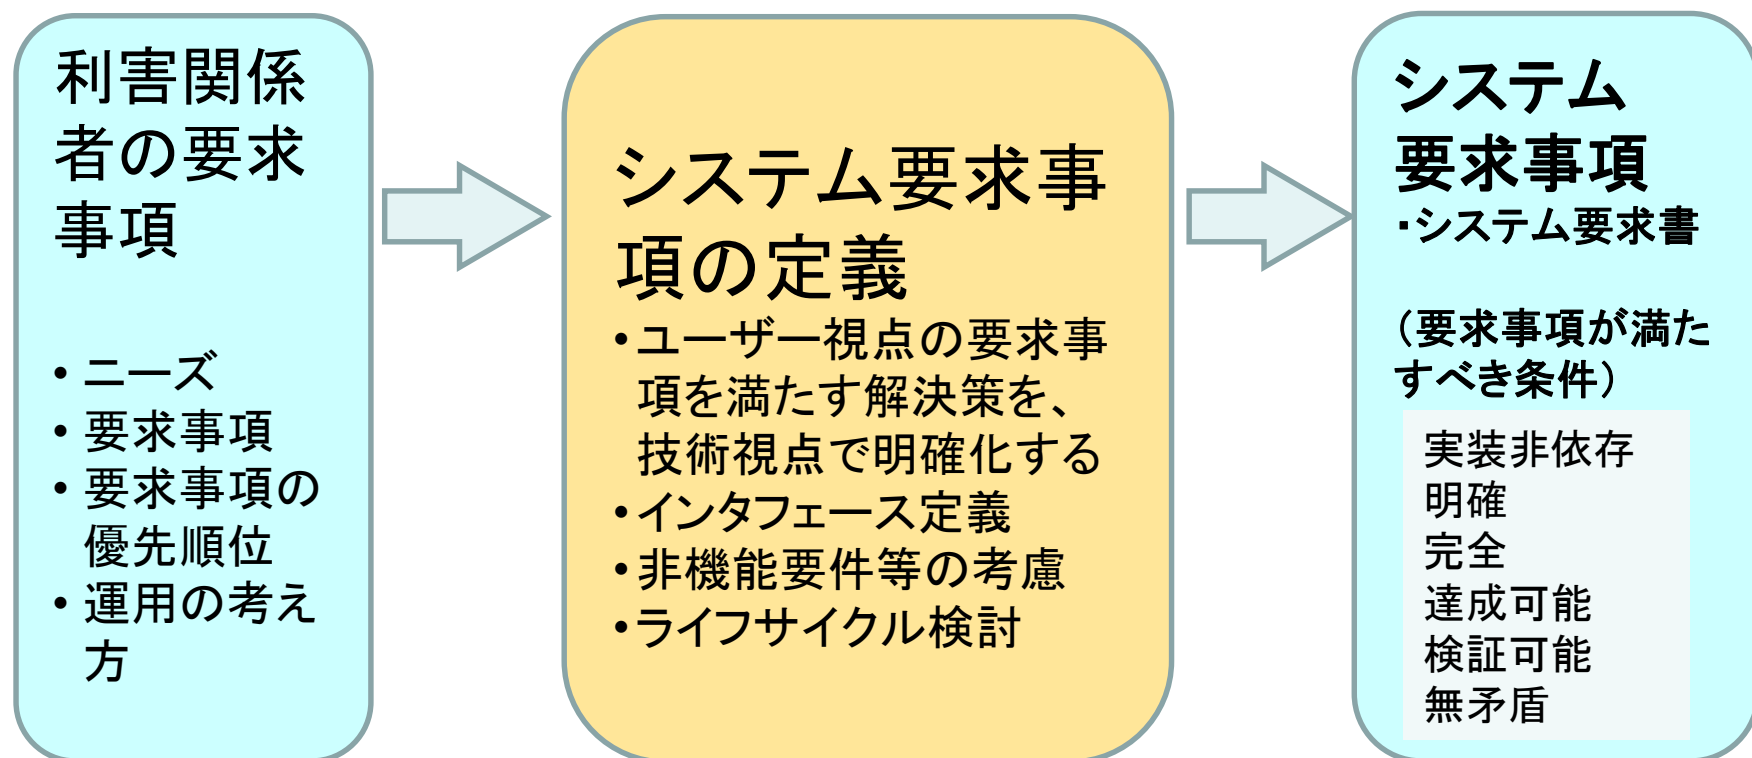 利害関係
者の要求
事項
• ニーズ
• 要求事項
• 要求事項の
優先順位
• 運用の考え
方
システム要求事
項の定義
•ユーザー視点の要求事
項を満たす解決策を、
技術視点で明確化する
•インタフェース定義
•非機能要件等の考慮
•ライフサイクル検討
システム
要求事項
・システム要求書
（要求事項が満た
すべき条件）
実装非依存
明確
完全
達成可能
検証可能
無矛盾